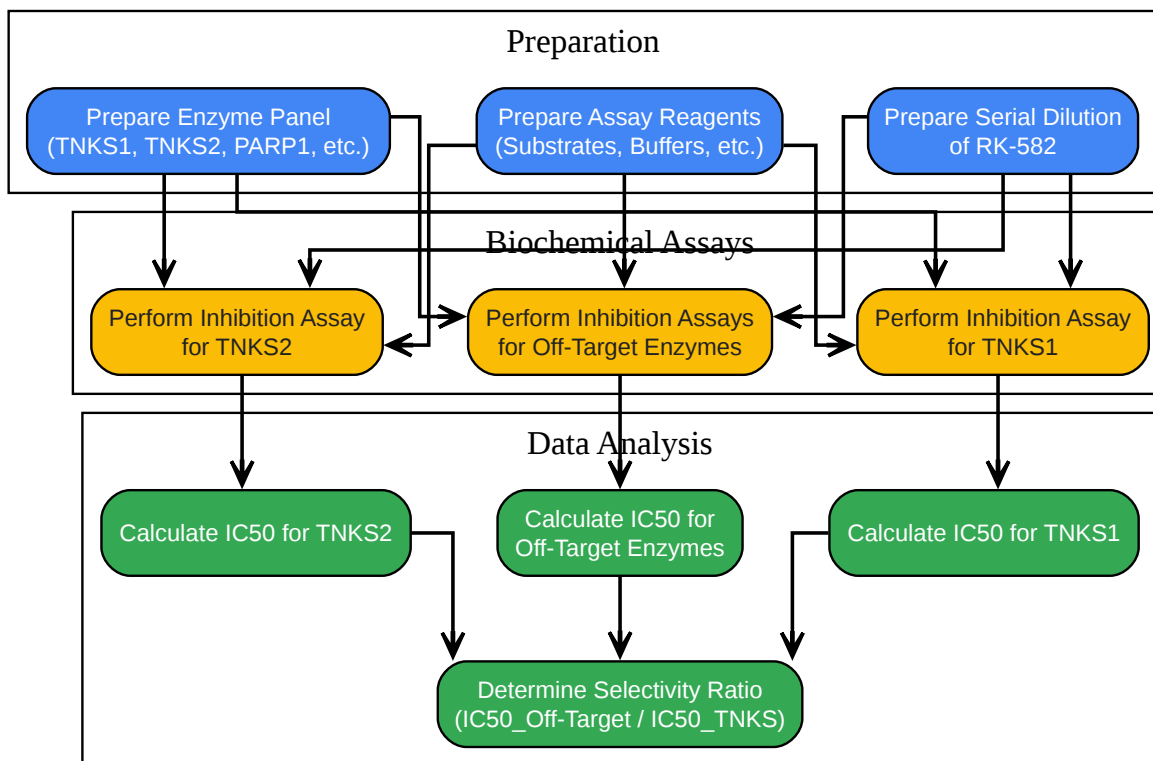 Preparation
Prepare Enzyme Panel
(TNKS1, TNKS2, PARP1, etc.)
Prepare Assay Reagents
(Substrates, Buffers, etc.)
Prepare Serial Dilution
of RK-582
Biochemical Assays
Perform Inhibition Assay
for TNKS2
Perform Inhibition Assays
for Off-Target Enzymes
Perform Inhibition Assay
for TNKS1
Data Analysis
Calculate IC50 for TNKS2
Calculate IC50 for
Off-Target Enzymes
Calculate IC50 for TNKS1
Determine Selectivity Ratio
(IC50_Off-Target / IC50_TNKS)